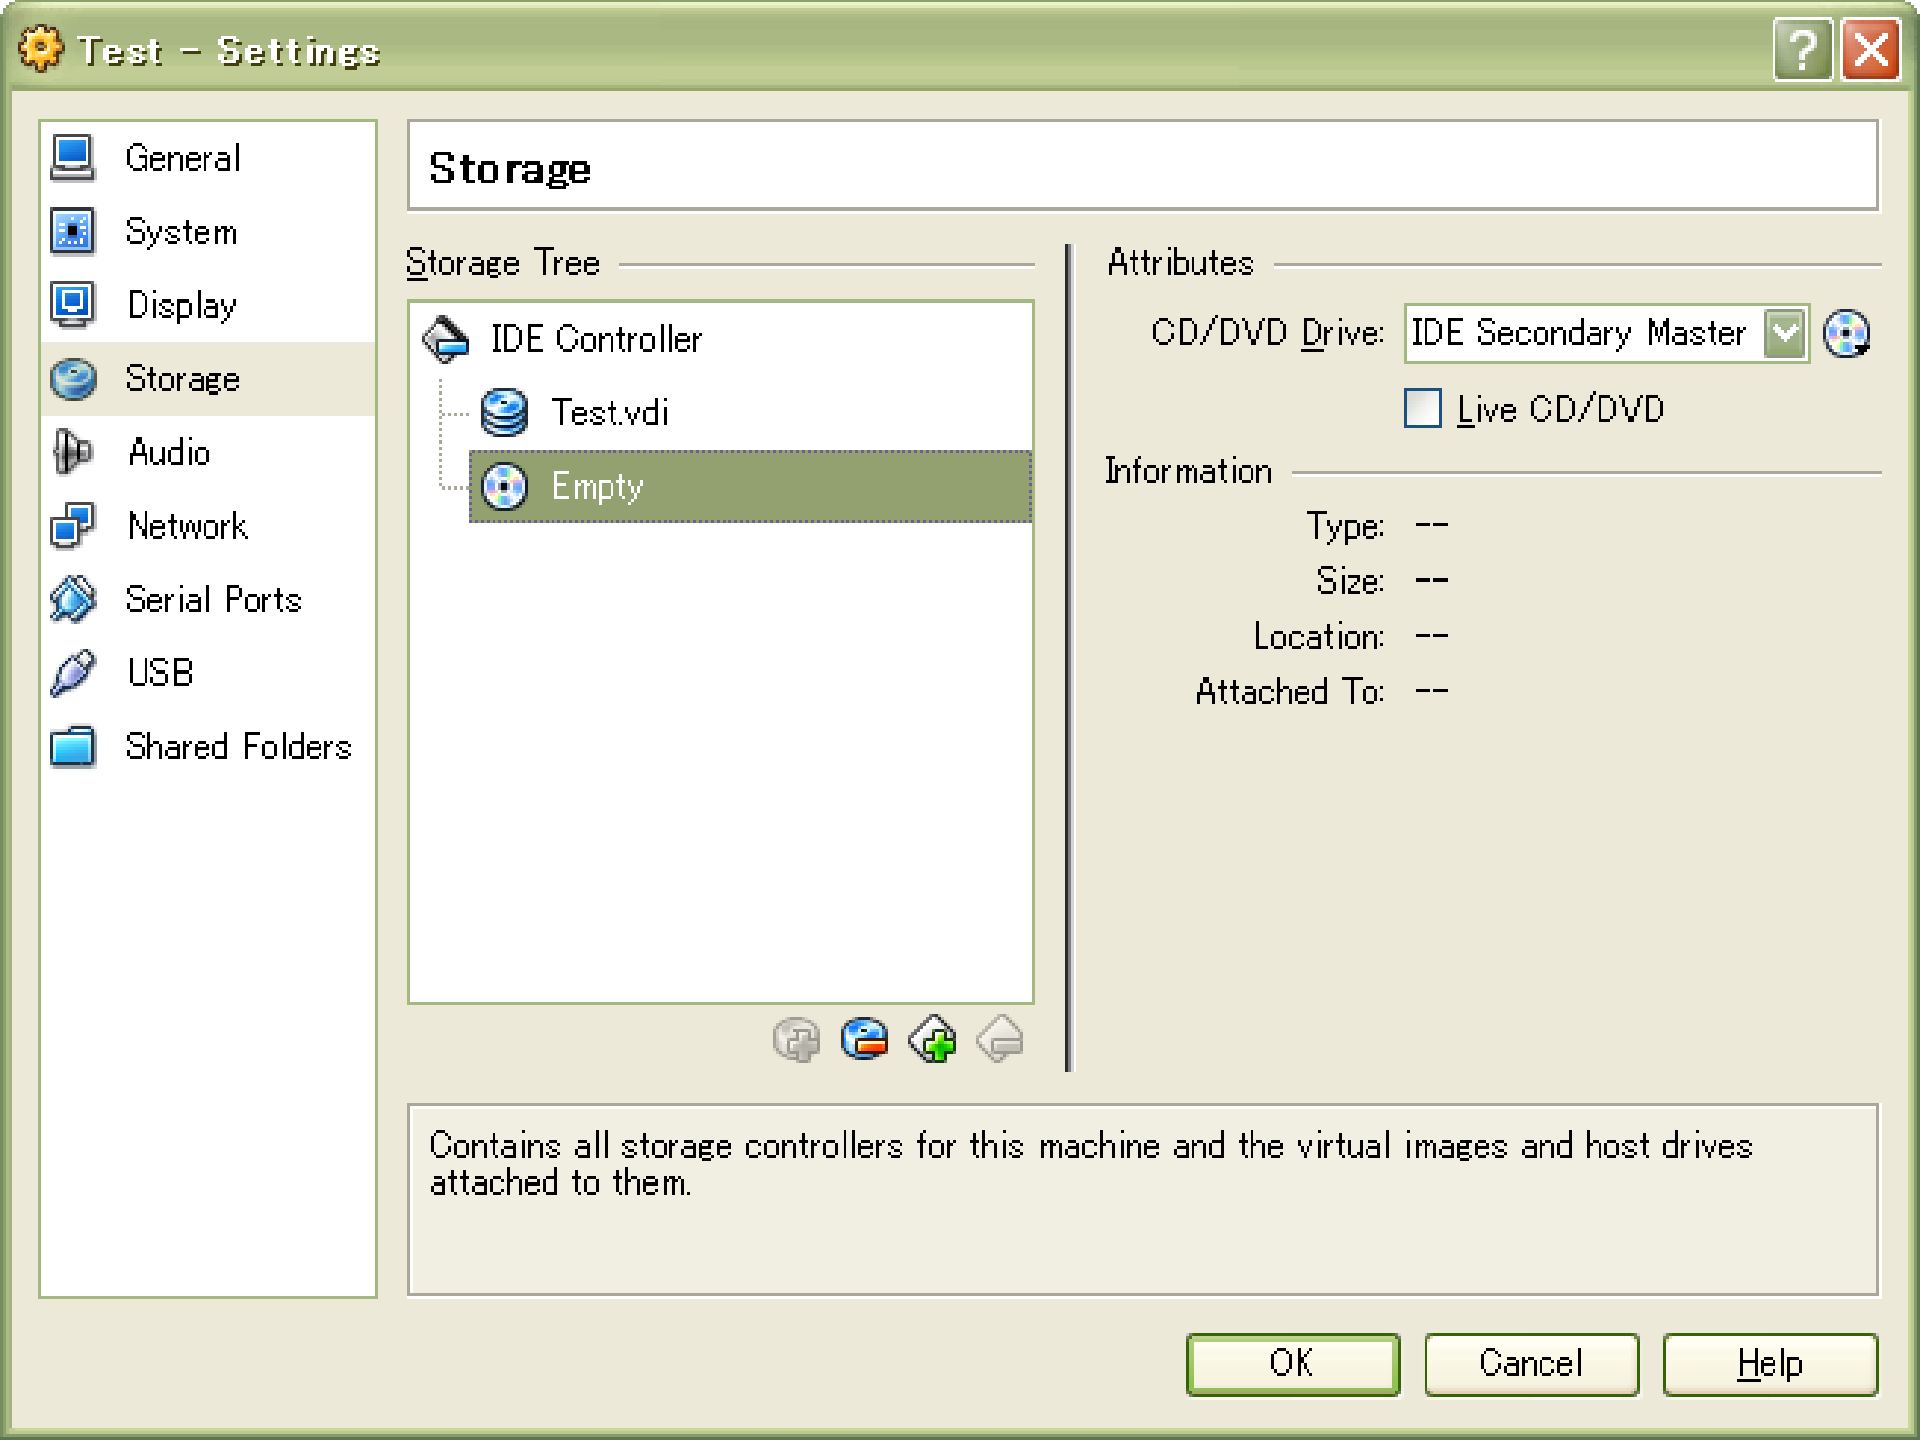 Test - Settings
General
System
Display
Storage
Audio
Network
Serial Ports
USB
Shared Folders
Storage
Storage Tree
IDE Controller
Test.vdi
Empty
Attributes
CD/DVD Drive: IDE Secondary Master
Live CD/DVD
Information
Type: --
Size: --
Location: --
Attached To: --
Contains all storage controllers for this machine and the virtual images and host drives
attached to them.
OK Cancel Help